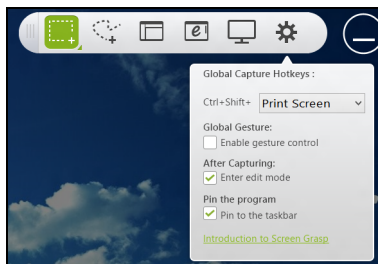 Global Capture Hotkeys :
Ctrl+Shift+ Print Screen
Global Gesture:
Enable gesture control
After Capturing:
Enter edit mode
Pin the program
Pin to the taskbar
Introduction to Screen Grasp